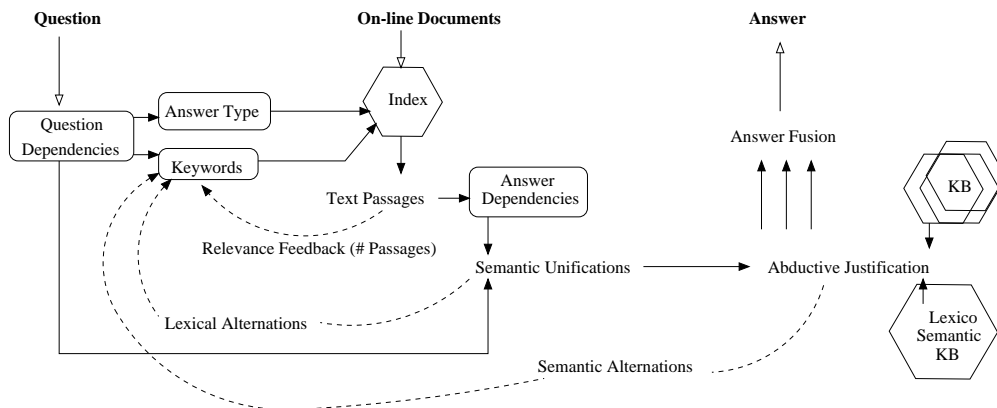 Question
On-line Documents
Answer
Answer Type
Index
Question
Dependencies
Answer Fusion
Keywords
KB
Text Passages
Answer
Dependencies
Relevance Feedback (# Passages)
Semantic Unifications
Abductive Justification
Lexical Alternations
Lexico
Semantic
KB
Semantic Alternations